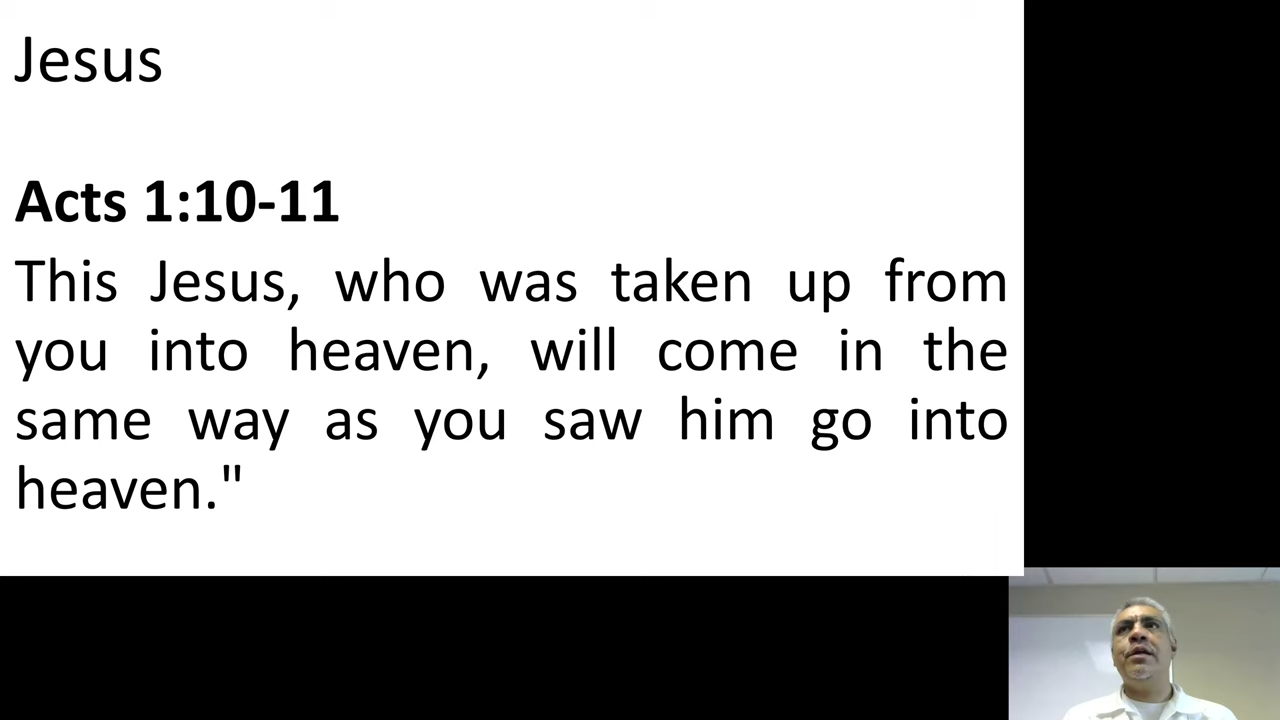 Jesus
Acts 1:10-11
This Jesus, who was taken up from
you into heaven, will come in the
same way as you saw him go into
heaven."